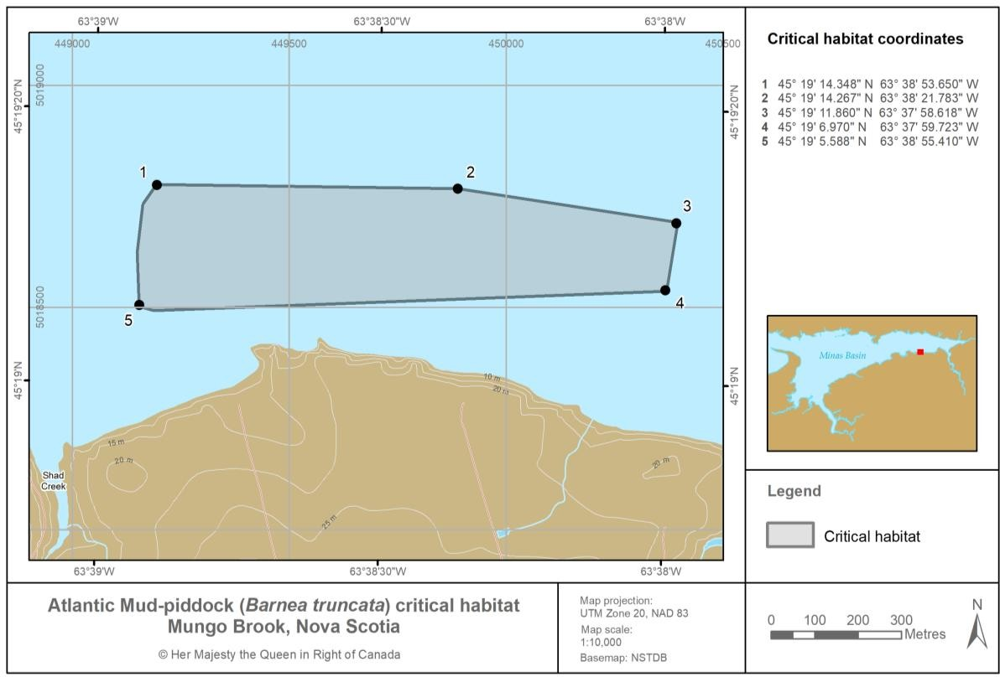 63°39'W 63°38'30"W 63°38'W
449000 449500 450000 450500
5019000
45°19'20"N 45°19'20"N
1
2
3
4
5
5018500
45°19'N 45°19'N
10 m
20 m
15 m
20 m
20 m
25 m
Shad
Creek
63°39'W 63°38'30"W 63°38'W
Critical habitat coordinates
1 45° 19' 14.348" N 63° 38' 53.650" W
2 45° 19' 14.267" N 63° 38' 21.783" W
3 45° 19' 11.860" N 63° 37' 58.618" W
4 45° 19' 6.970" N 63° 37' 59.723" W
5 45° 19' 5.588" N 63° 38' 55.410" W
Minas Basin
Legend
Critical habitat
Atlantic Mud-piddock (Barnea truncata) critical habitat
Mungo Brook, Nova Scotia
© Her Majesty the Queen in Right of Canada
Map projection:
UTM Zone 20, NAD 83
Map scale:
1:10,000
Basemap: NSTDB
0 100 200 300
Metres
N